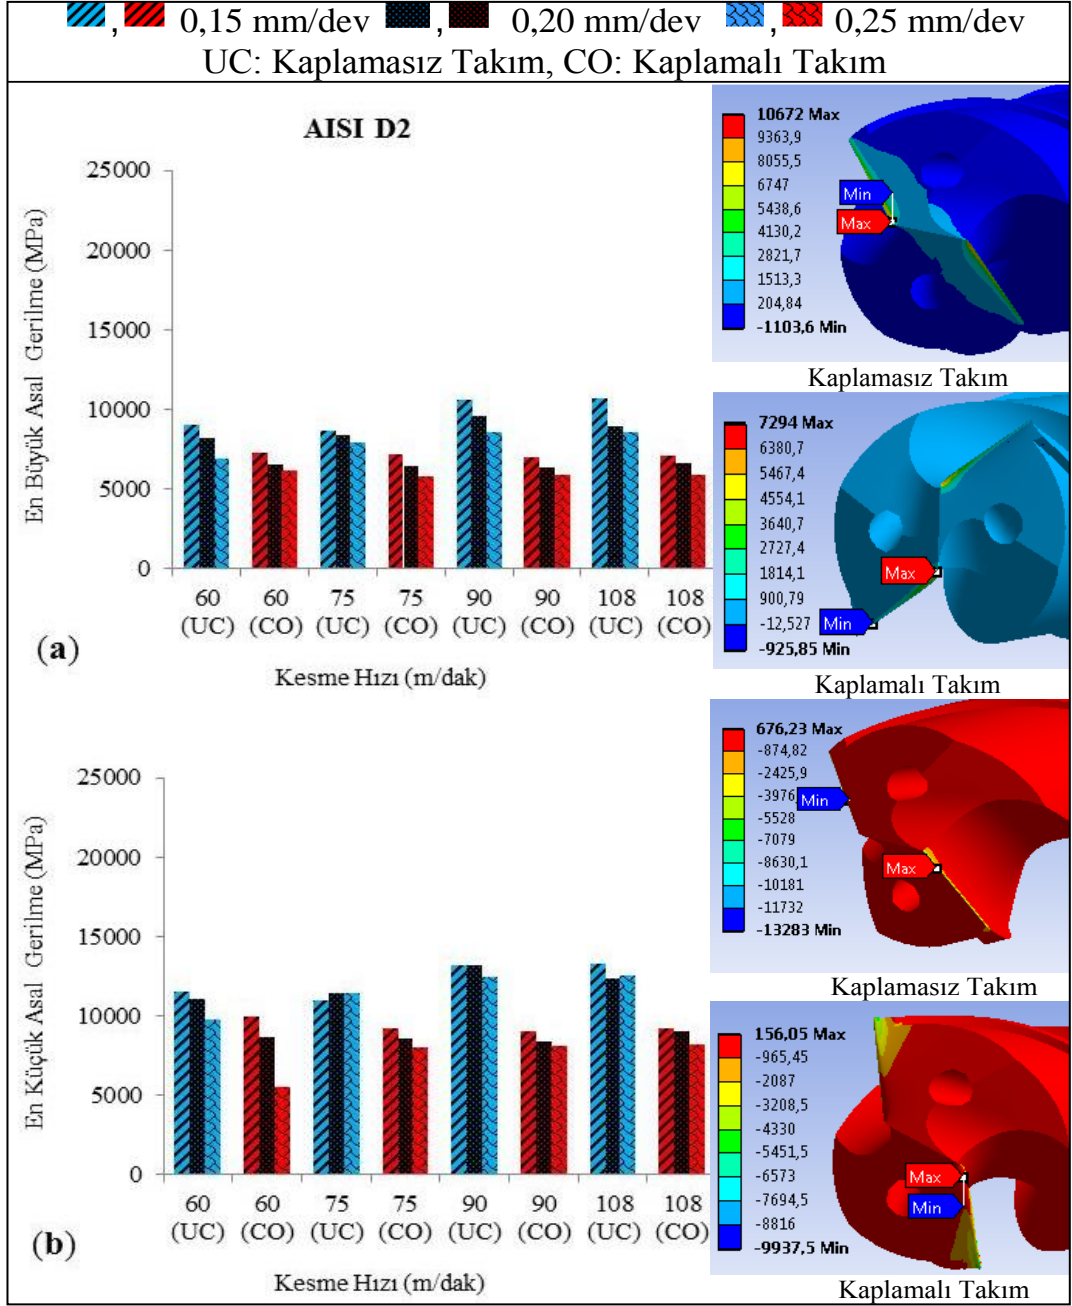 , 0,15 mm/dev , 0,20 mm/dev , 0,25 mm/dev
UC: Kaplamasız Takım, CO: Kaplamalı Takım
AISI D2
En Büyük Asal Gerilme (MPa)
25000
20000
15000
10000
5000
0
60 60 75 75 90 90 108 108
(UC) (CO) (UC) (CO) (UC) (CO) (UC) (CO)
(a)
Kesme Hızı (m/dak)
10672 Max
9363,9
8055,5
6747
5438,6
4130,2
2821,7
1513,3
204,84
-1103,6 Min
Min
Max
Kaplamasız Takım
7294 Max
6380,7
5467,4
4554,1
3640,7
2727,4
1814,1
900,79
-12,527
-925,85 Min
Max
Min
Kaplamalı Takım
En Küçük Asal Gerilme (MPa)
25000
20000
15000
10000
5000
0
60 60 75 75 90 90 108 108
(UC) (CO) (UC) (CO) (UC) (CO) (UC) (CO)
(b)
Kesme Hızı (m/dak)
676,23 Max
-874,82
-2425,9
-3976,
-5528
-7079
-8630,1
-10181
-11732
-13283 Min
Min
Max
Kaplamasız Takım
156,05 Max
-965,45
-2087
-3208,5
-4330
-5451,5
-6573
-7694,5
-8816
-9937,5 Min
Max
Min
Kaplamalı Takım